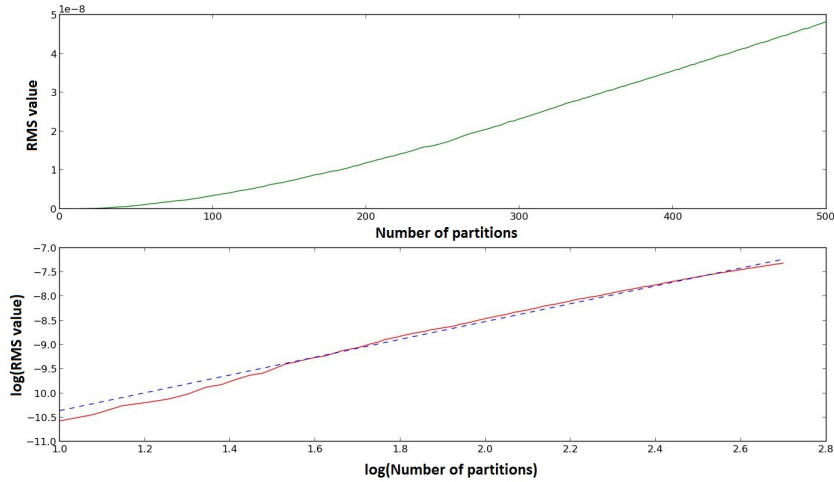 1e−8
5
4
3
2
1
0
RMS value
0 100 200 300 400 500
Number of partitions
−7.0
−7.5
−8.0
−8.5
−9.0
−9.5
10.0
−10.5
−11.0
log(RMS value)
1.0 1.2 1.4 1.6 1.8 2.0 2.2 2.4 2.6 2.8
log(Number of partitions)